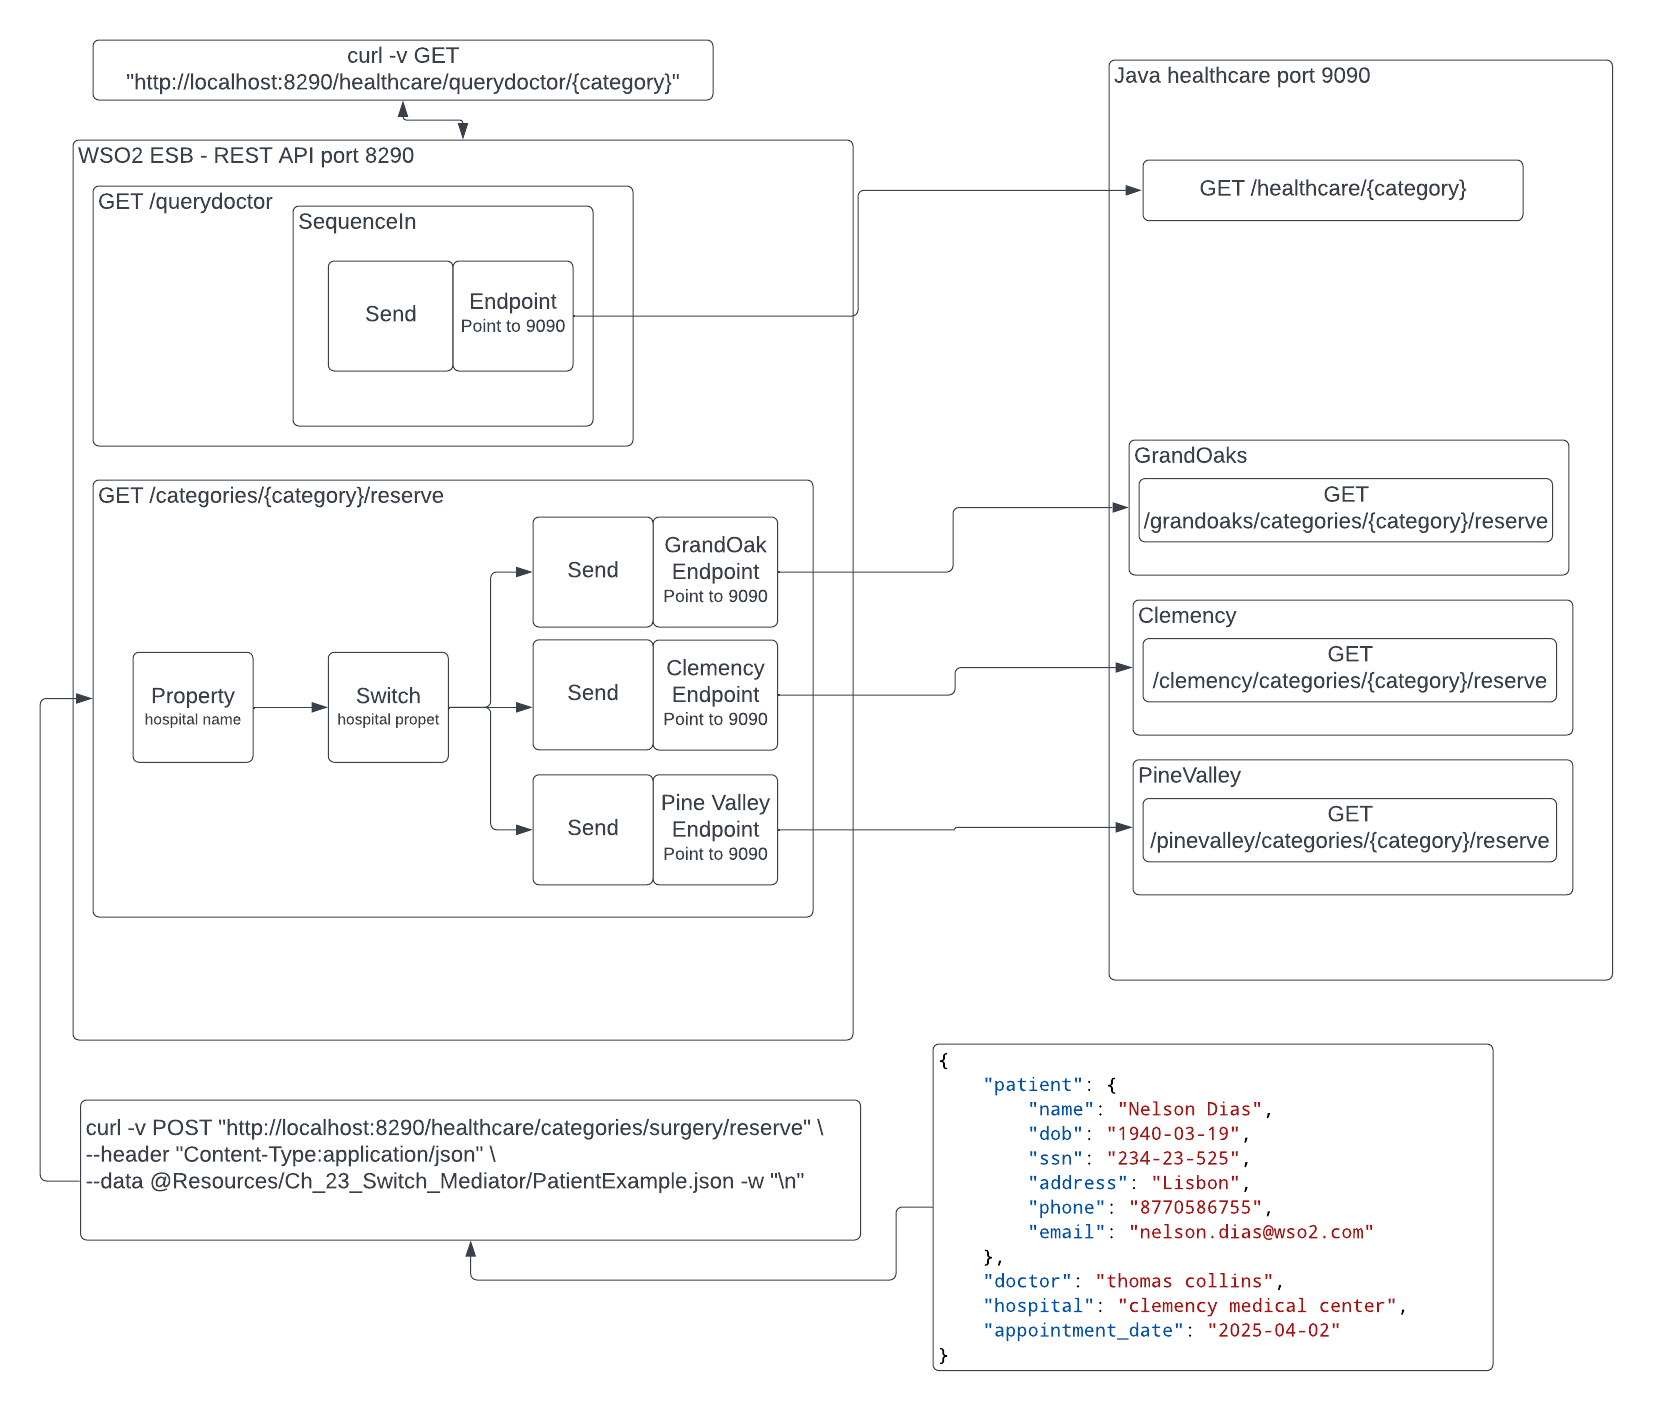 curl -v GET
"http://localhost:8290/healthcare/querydoctor/{category}"
WSO2 ESB - REST API port 8290
GET /querydoctor
SequenceIn
Send
Endpoint
Point to 9090
GET /categories/{category}/reserve
Property
hospital name
Switch
hospital propet
Send
GrandOak
Endpoint
Point to 9090
Send
Clemency
Endpoint
Point to 9090
Send
Pine Valley
Endpoint
Point to 9090
Java healthcare port 9090
GET /healthcare/{category}
GrandOaks
GET
/grandoaks/categories/{category}/reserve
Clemency
GET
/clemency/categories/{category}/reserve
PineValley
GET
/pinevalley/categories/{category}/reserve
curl -v POST "http://localhost:8290/healthcare/categories/surgery/reserve" \
--header "Content-Type:application/json" \
--data @Resources/Ch_23_Switch_Mediator/PatientExample.json -w "\n"
{
    "patient": {
        "name": "Nelson Dias",
        "dob": "1940-03-19",
        "ssn": "234-23-525",
        "address": "Lisbon",
        "phone": "8770586755",
        "email": "nelson.dias@wso2.com"
    },
    "doctor": "thomas collins",
    "hospital": "clemency medical center",
    "appointment_date": "2025-04-02"
}